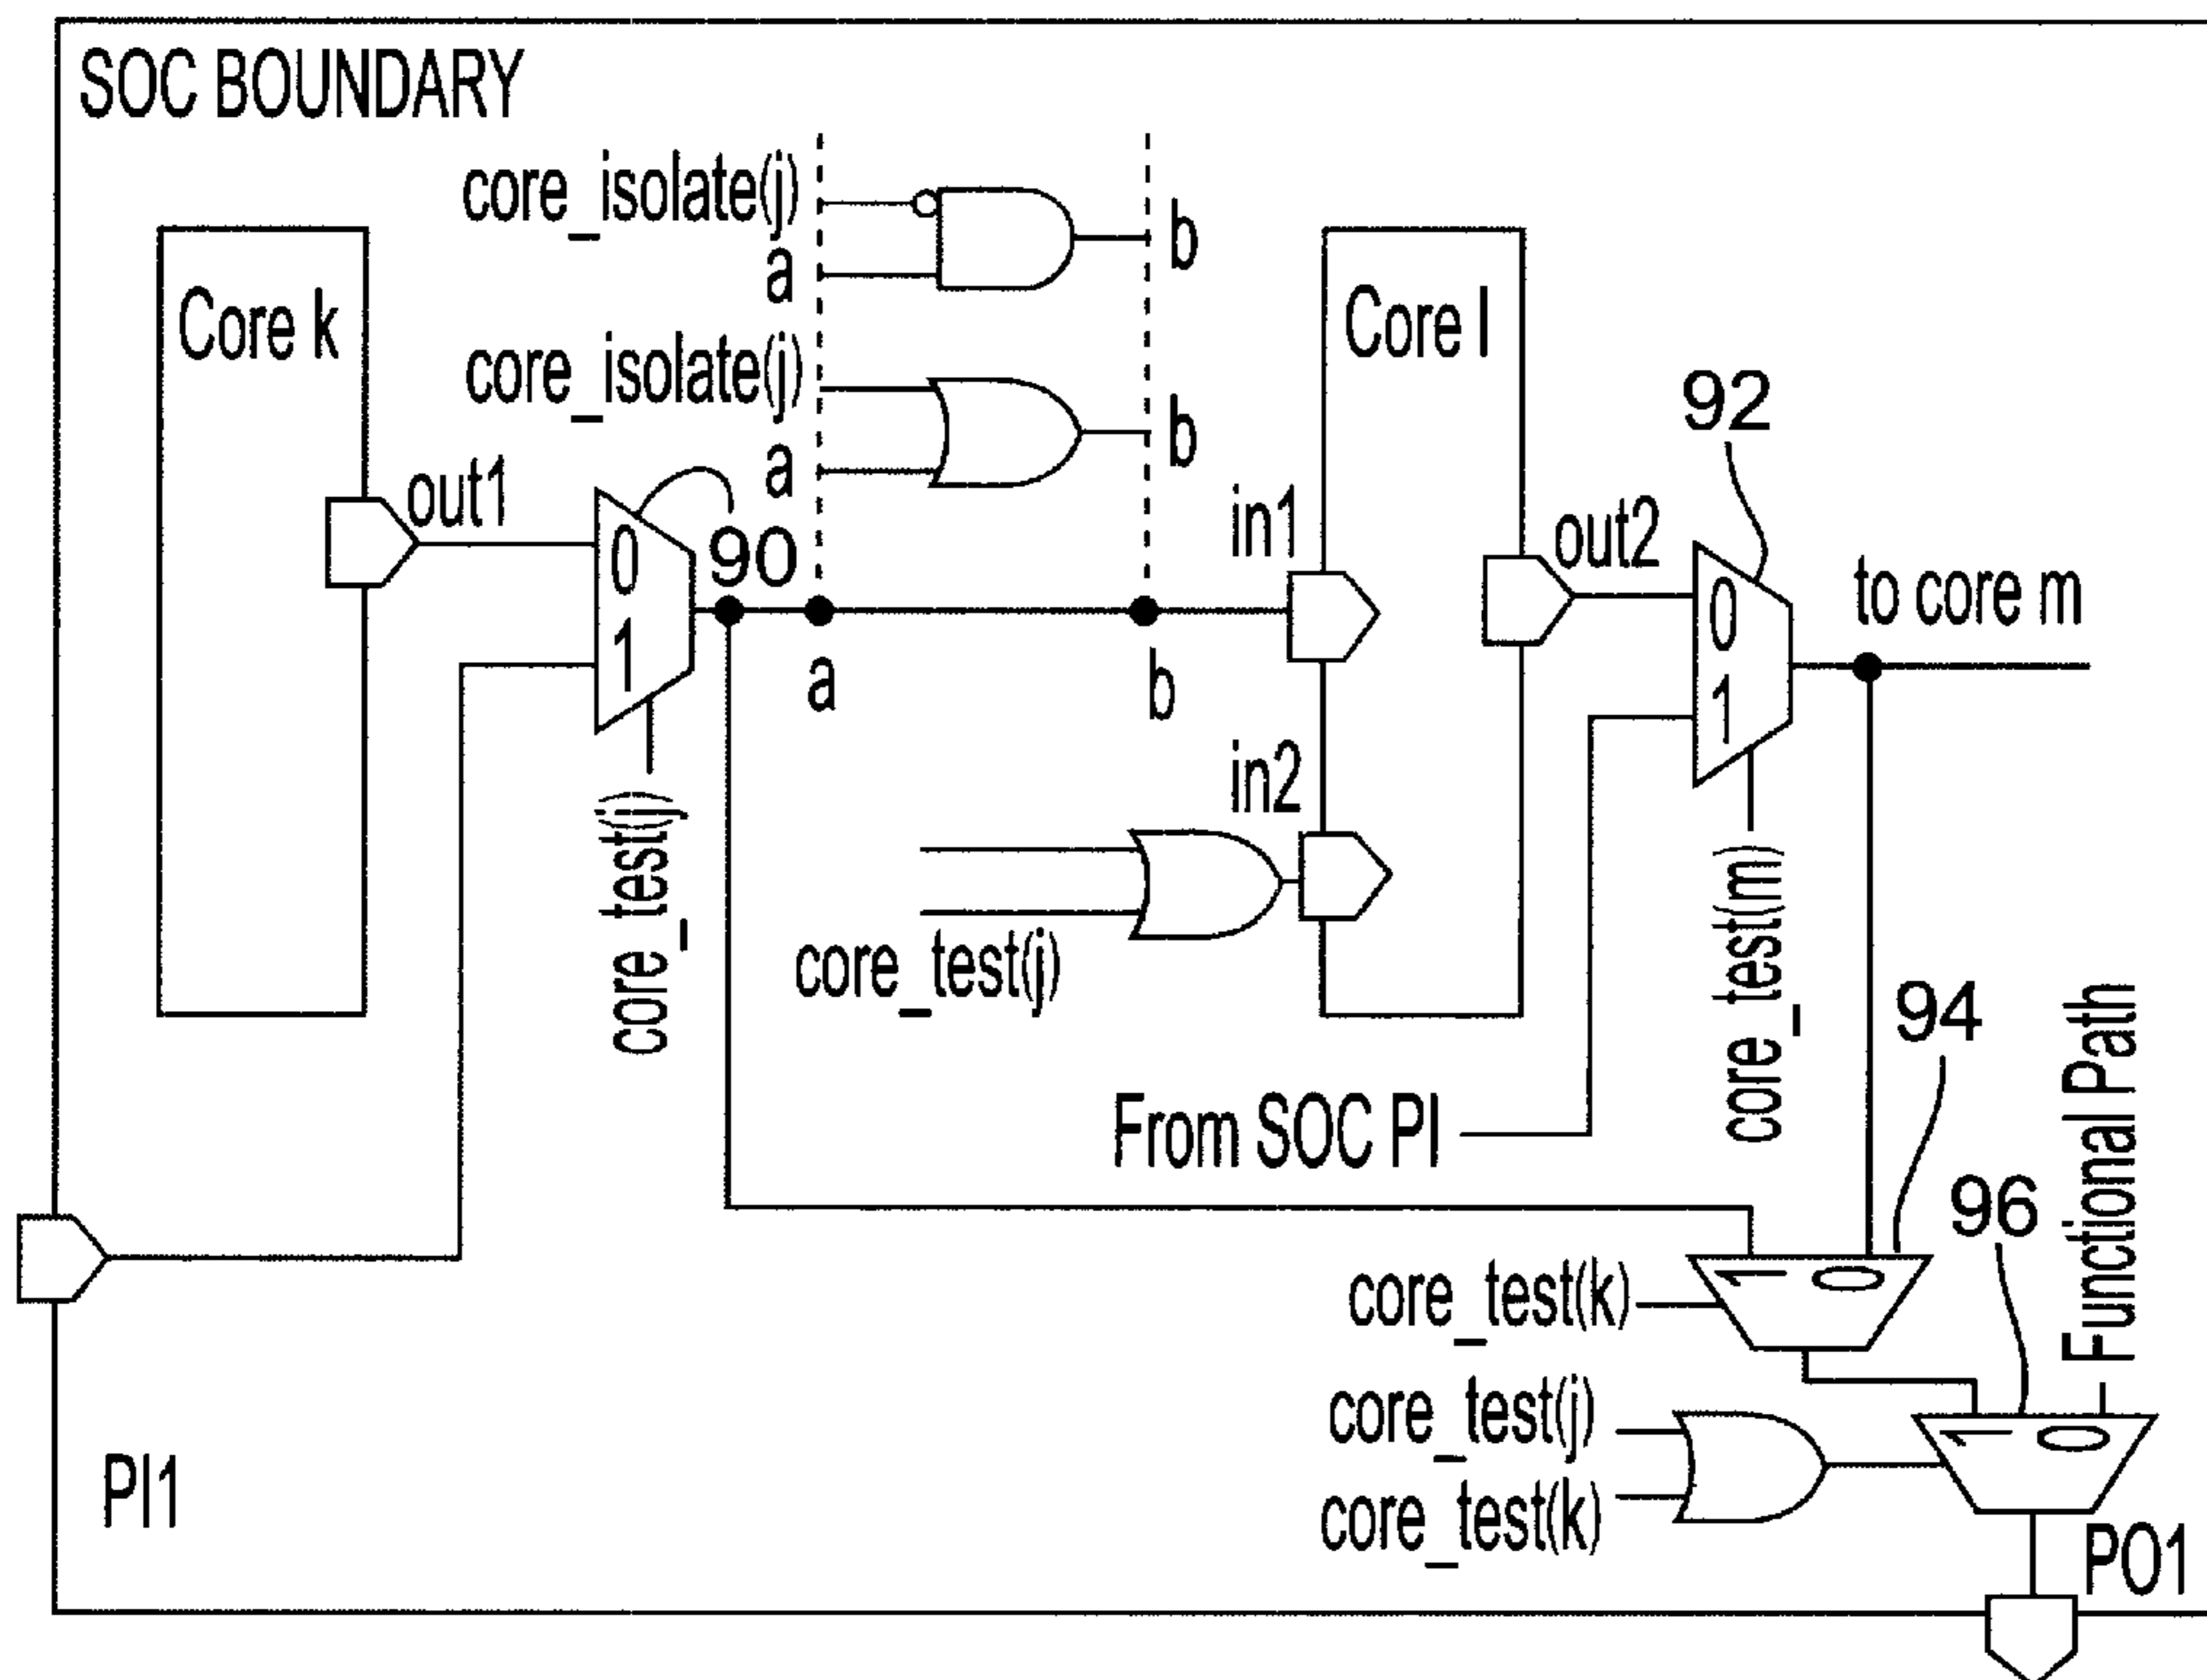 SOC BOUNDARY
core_isolate(j)
a
b
Core k
core_isolate(j)
a
b
Core l
92
out1
in1
out2
0
1
90
a
b
0
1
to core m
core_test(j)
in2
core_test(j)
core_test(m)
94
From SOC PI
96
Functional Path
core_test(k)
1 0
core_test(j)
core_test(k)
1 0
PI1
PO1